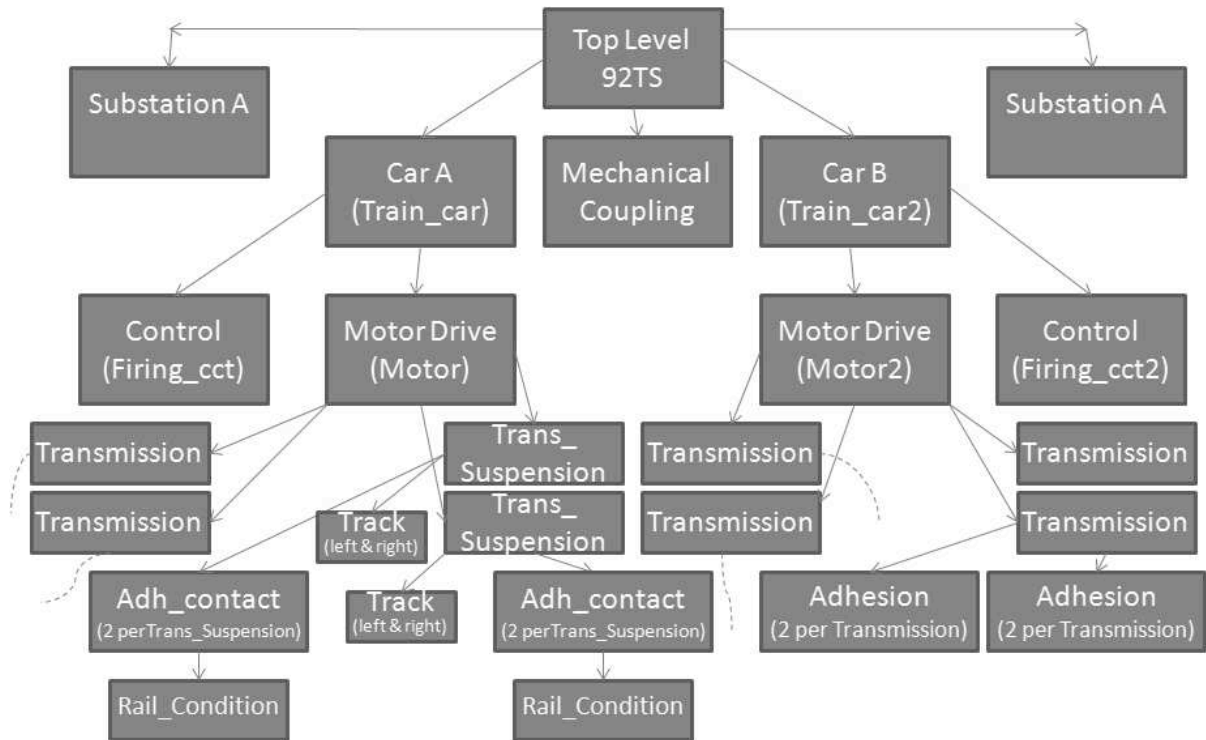 Top Level
92TS
Substation A
Substation A
Car A
(Train_car)
Mechanical
Coupling
Car B
(Train_car2)
Control
(Firing_cct)
Motor Drive
(Motor)
Motor Drive
(Motor2)
Control
(Firing_cct2)
Transmission
Trans_
Suspension
Transmission
Transmission
Transmission
Track
(left & right)
Trans_
Suspension
Transmission
Transmission
Adh_contact
(2 perTrans_Suspension)
Track
(left & right)
Adh_contact
(2 perTrans_Suspension)
Adhesion
(2 per Transmission)
Adhesion
(2 per Transmission)
Rail_Condition
Rail_Condition